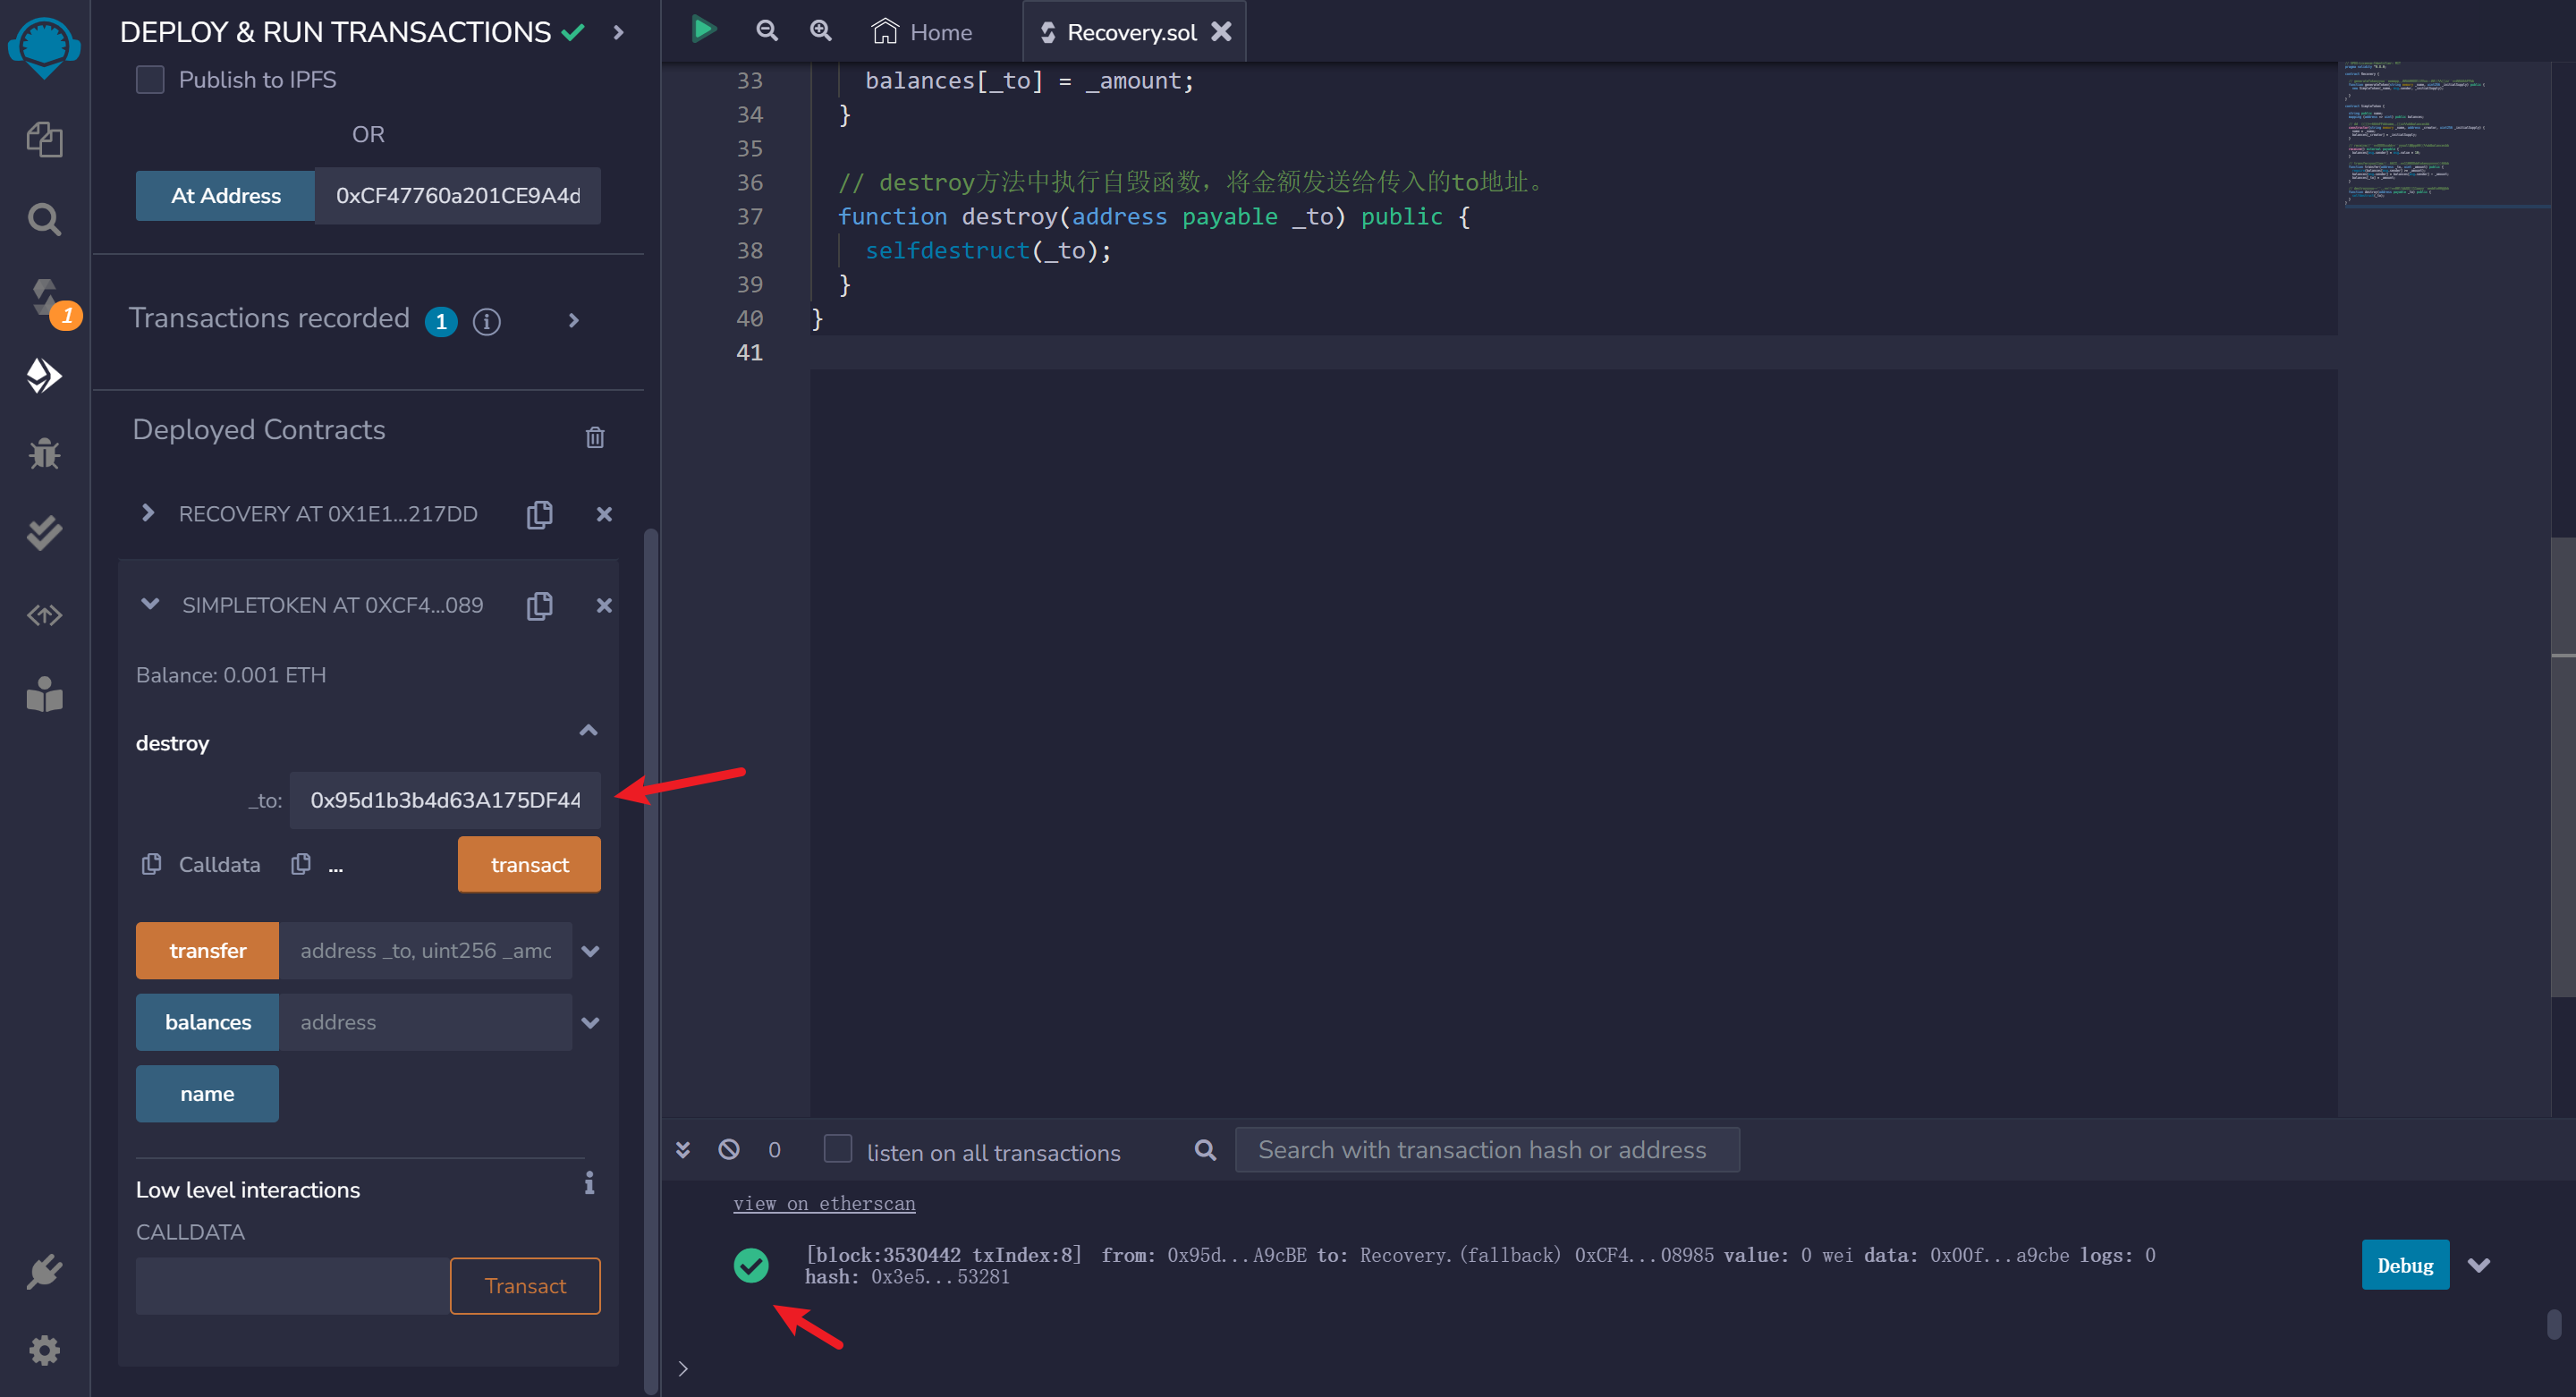 DEPLOY & RUN TRANSACTIONS
Publish to IPFS
OR
At Address 0xCF47760a201CE9A4d
Transactions recorded 1
1
Deployed Contracts
RECOVERY AT 0X1E1...217DD
SIMPLETOKEN AT 0XCF4...089
Balance: 0.001 ETH
destroy
_to: 0x95d1b3b4d63A175DF44
Calldata ... transact
transfer address _to, uint256 _amo
balances address
name
Low level interactions
CALLDATA
Transact
Home Recovery.sol
33 balances[_to] = _amount;
34 }
35
36 // destroy方法中执行自毁函数，将金额发送给传入的to地址。
37 function destroy(address payable _to) public {
38 selfdestruct(_to);
39 }
40 }
41
0 listen on all transactions Search with transaction hash or address
view on etherscan
[block:3530442 txIndex:8] from: 0x95d...A9cBE to: Recovery.(fallback) 0xCF4...08985 value: 0 wei data: 0x00f...a9cbe logs: 0
hash: 0x3e5...53281
Debug
>